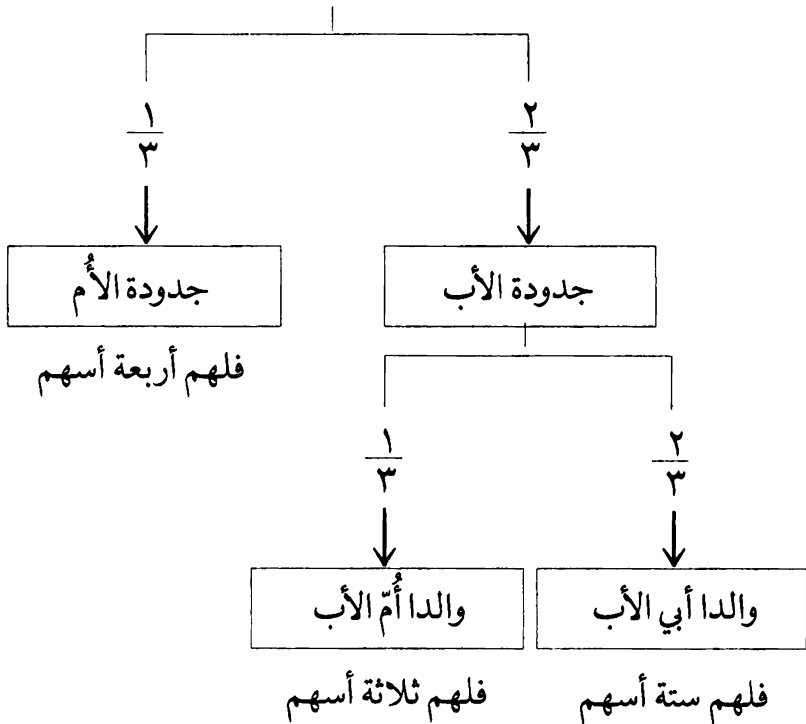 ٢/٣
١/٣
جدودة الأب
جدودة الأُم
فلهم أربعة أسهم
٢/٣
١/٣
والدا أبي الأب
والدا أُمّ الأب
فلهم ستة أسهم
فلهم ثلاثة أسهم